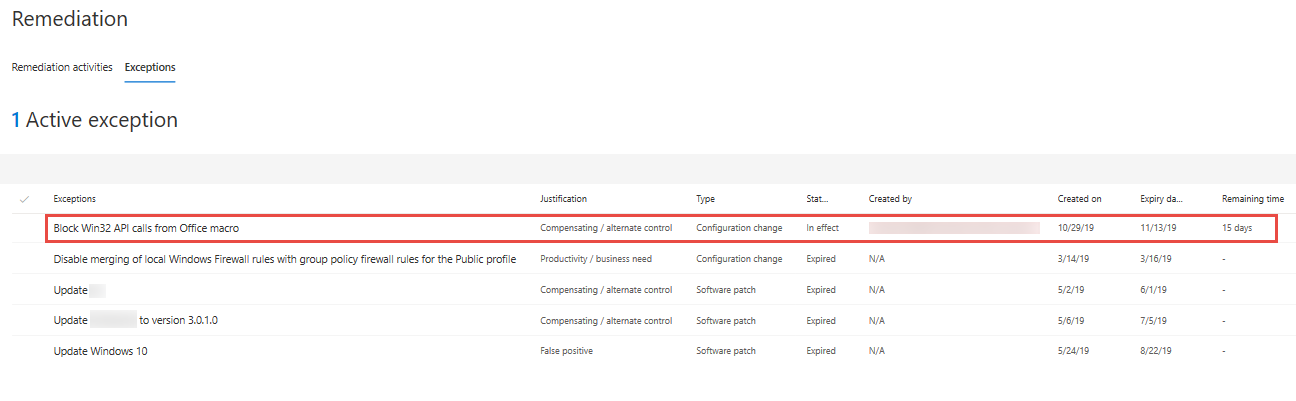 Remediation
Remediation activities Exceptions
1 Active exception
Exceptions Justification Type Stat... Created by Created on Expiry da... Remaining time
Block Win32 API calls from Office macro Compensating / alternate control Configuration change In effect 10/29/19 11/13/19 15 days
Disable merging of local Windows Firewall rules with group policy firewall rules for the Public profile Productivity / business need Configuration change Expired N/A 3/14/19 3/16/19 -
Update Compensating / alternate control Software patch Expired N/A 5/2/19 6/1/19 -
Update to version 3.0.1.0 Compensating / alternate control Software patch Expired N/A 5/6/19 7/5/19 -
Update Windows 10 False positive Software patch Expired N/A 5/24/19 8/22/19 -